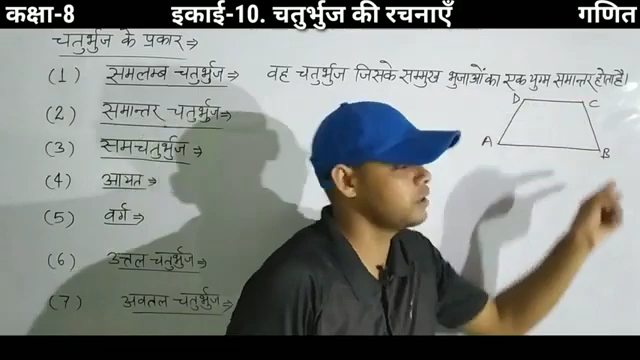 कक्षा-8 इकाई-10. चतुर्भुज की रचनाएँ गणित
चतुर्भुज के प्रकार⇒
(1) समलम्ब चतुर्भुज⇒ वह चतुर्भुज जिसके सम्मुख भुजाओं का एक युग्म समान्तर होता है।
D C
(2) समान्तर चतुर्भुज⇒
A B
(3) समचतुर्भुज⇒
(4) आयत⇒
(5) वर्ग⇒
(6) उत्तल चतुर्भुज⇒
(7) अवतल चतुर्भुज⇒